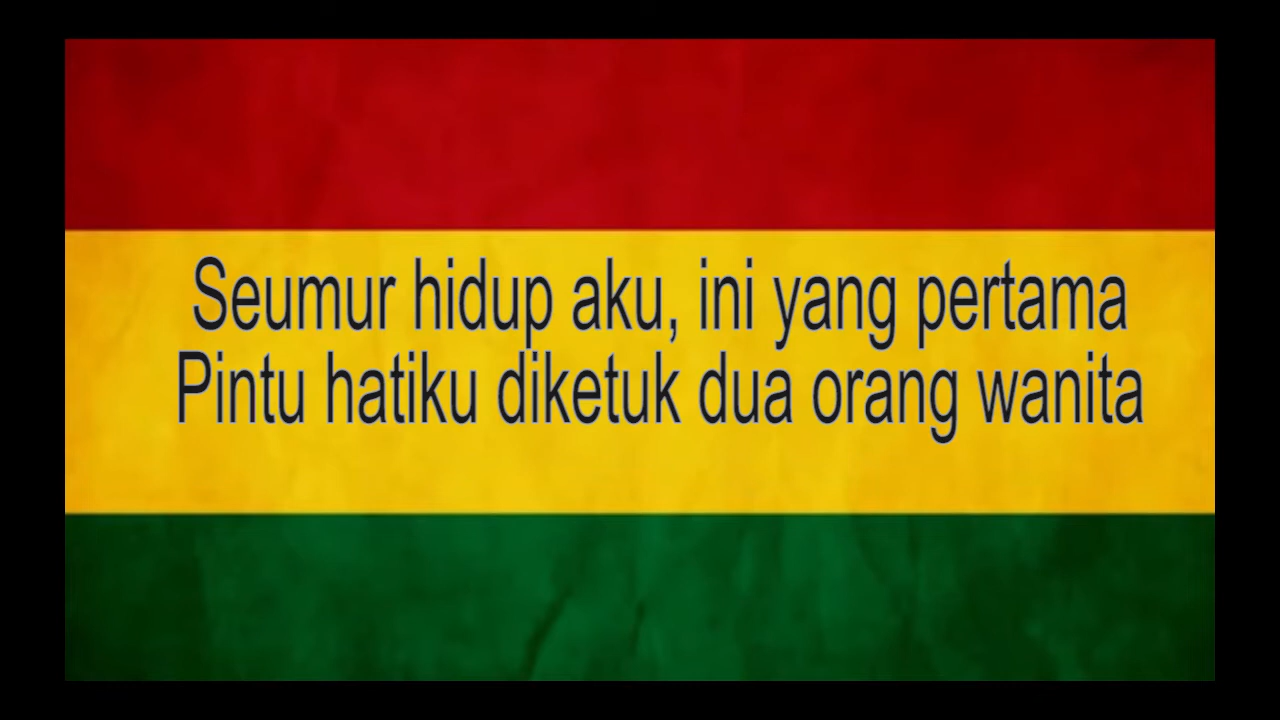 Seumur hidup aku, ini yang pertama
Pintu hatiku diketuk dua orang wanita